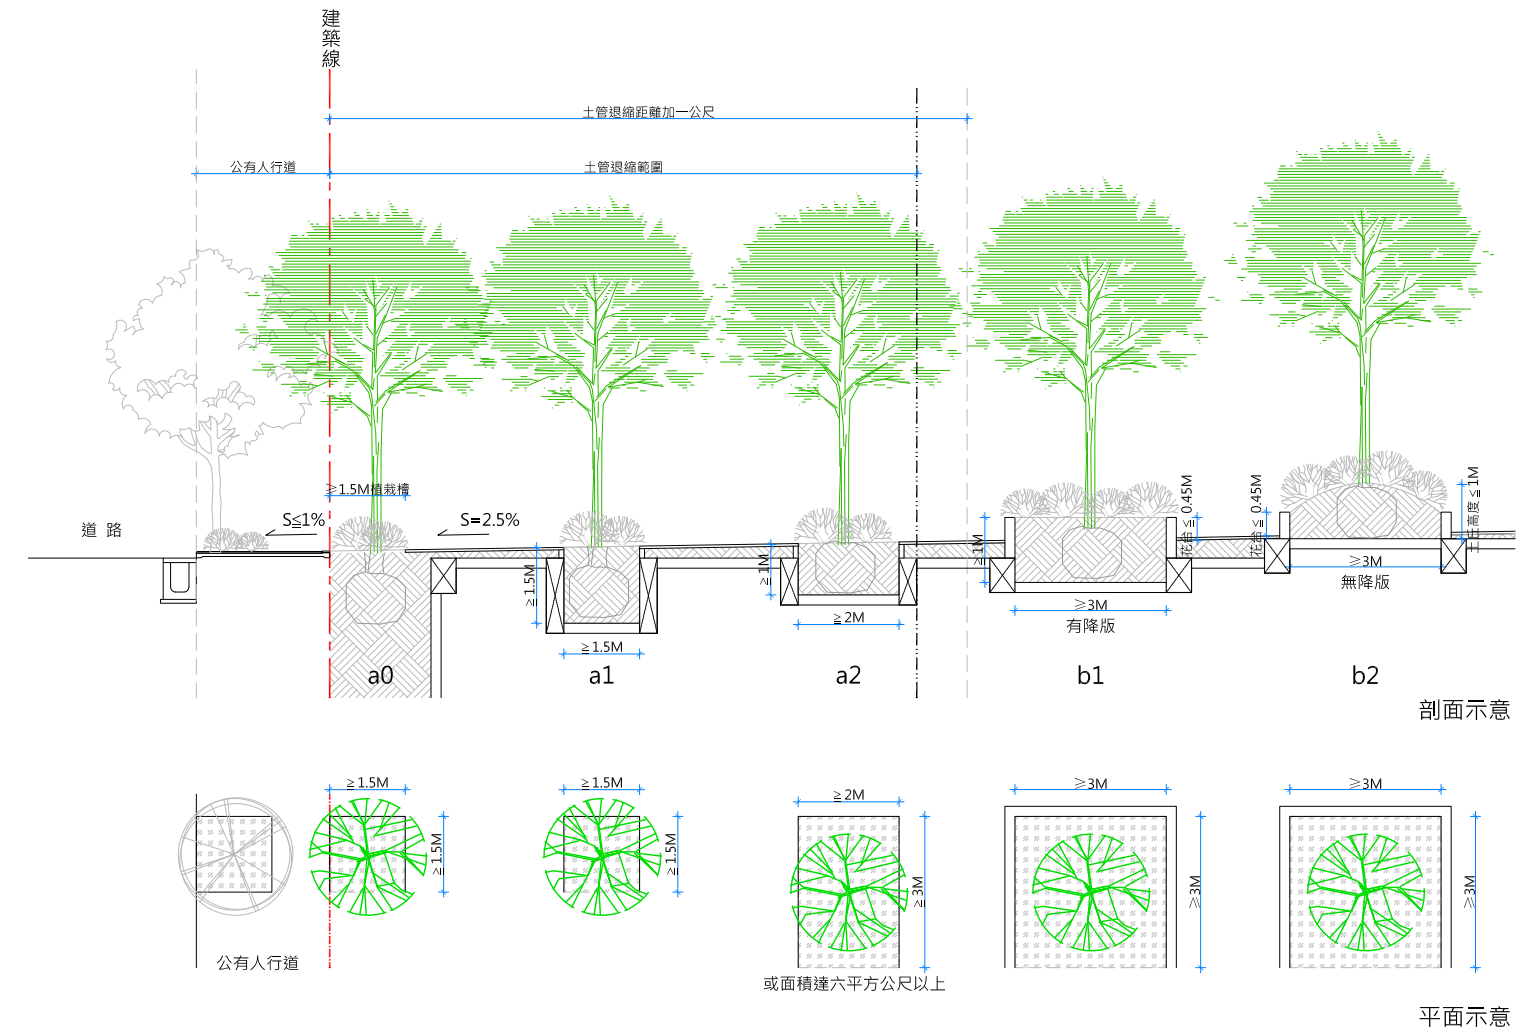 建築線
土管退縮距離加一公尺
公有人行道
土管退縮範圍
≥1.5M植栽槽
道 路
S≦1%
S=2.5%
≧1.5M
≧1M
≧1M
花台≦0.45M
花台≦0.45M
土丘高度≦1M
≧1.5M
≧2M
≥3M
有降版
≥3M
無降版
a0
a1
a2
b1
b2
剖面示意
≧1.5M
≧1.5M
≧2M
≥3M
≥3M
≧1.5M
≧1.5M
≧3M
≥3M
≥3M
公有人行道
或面積達六平方公尺以上
平面示意